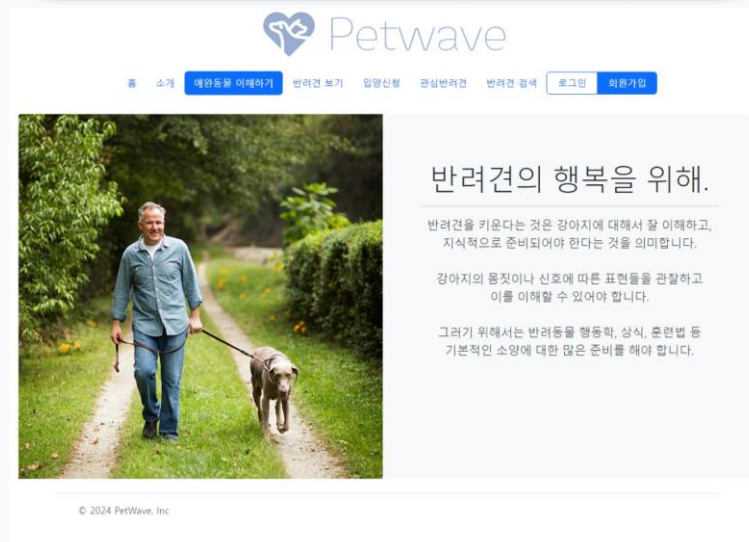 Petwave
홈 소개 애완동물 이해하기 반려견 보기 입양신청 관심반려견 반려견 검색 로그인 회원가입
반려견의 행복을 위해.
반려견을 키운다는 것은 강아지에 대해서 잘 이해하고,
지식적으로 준비되어야 한다는 것을 의미합니다.
강아지의 몸짓이나 신호에 따른 표현들을 관찰하고
이를 이해할 수 있어야 합니다.
그러기 위해서는 반려동물 행동학, 상식, 훈련법 등
기본적인 소양에 대한 많은 준비를 해야 합니다.
© 2024 PetWave, Inc